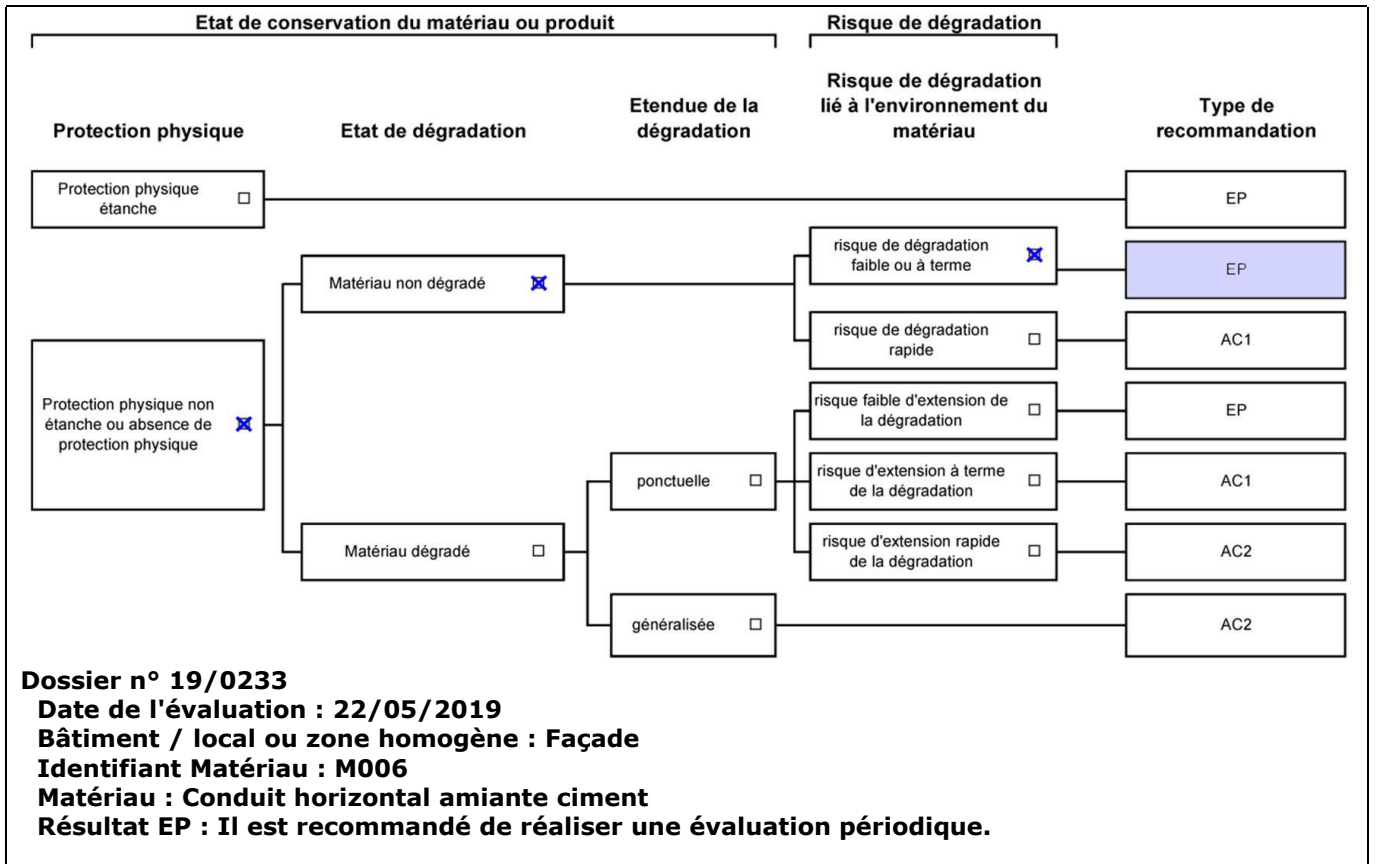 Etat de conservation du matériau ou produit
Risque de dégradation
Protection physique
Etat de dégradation
Etendue de la
dégradation
Risque de dégradation
lié à l'environnement du
matériau
Type de
recommandation
Protection physique
étanche
EP
Protection physique non
étanche ou absence de
protection physique
Matériau non dégradé
risque de dégradation
faible ou à terme
EP
risque de dégradation
rapide
AC1
Matériau dégradé
ponctuelle
risque faible d'extension de
la dégradation
EP
risque d'extension à terme
de la dégradation
AC1
risque d'extension rapide
de la dégradation
AC2
généralisée
AC2
Dossier n° 19/0233
Date de l'évaluation : 22/05/2019
Bâtiment / local ou zone homogène : Façade
Identifiant Matériau : M006
Matériau : Conduit horizontal amiante ciment
Résultat EP : Il est recommandé de réaliser une évaluation périodique.